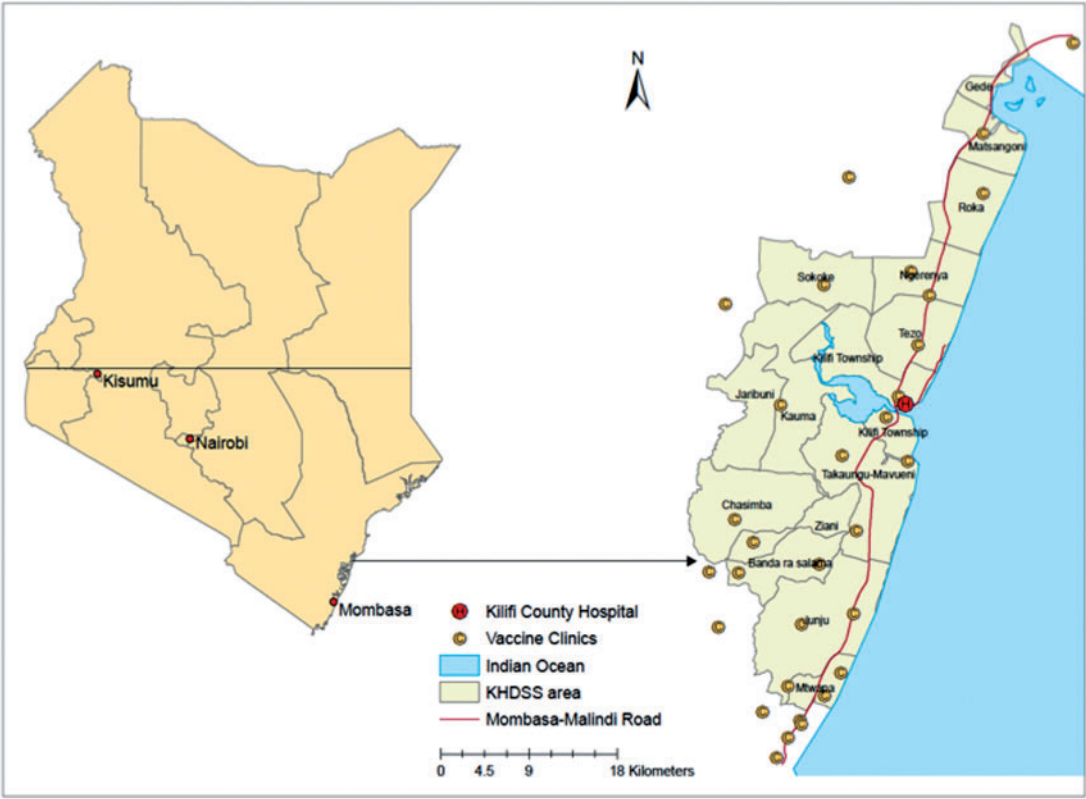 N
Gede
Matsangoni
Roka
Sokoke
Ngerenya
Tezo
Kilifi Township
Jaribuni
Kauma
H
Kilifi Township
Takaungu-Mavueni
Chasimba
Ziani
Banda ra salama
Junju
Mtwapa
Kisumu
Nairobi
Mombasa
H Kilifi County Hospital
C Vaccine Clinics
Indian Ocean
KHDSS area
Mombasa-Malindi Road
0 4.5 9 18 Kilometers